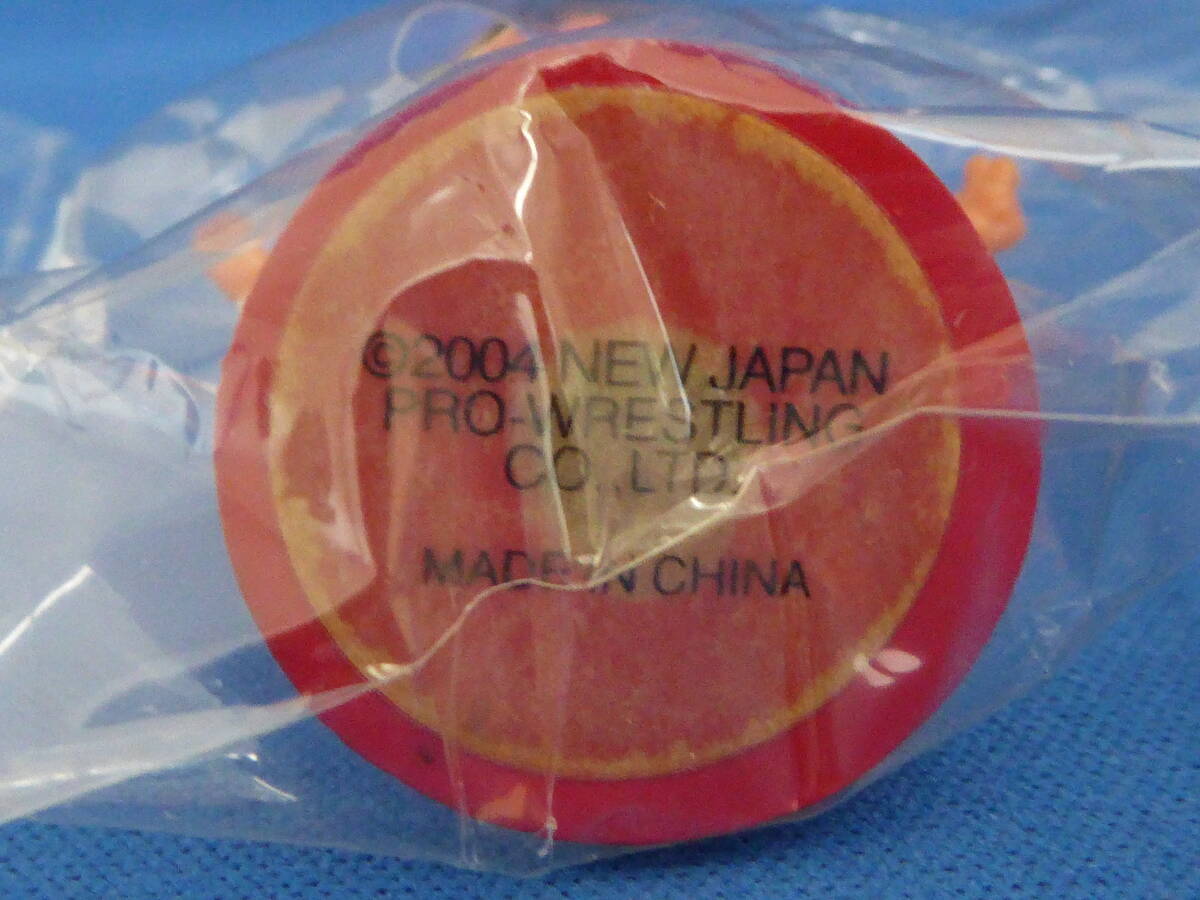 ©2004 NEW JAPAN
PRO-WRESTLING
CO.,LTD.
MADE IN CHINA